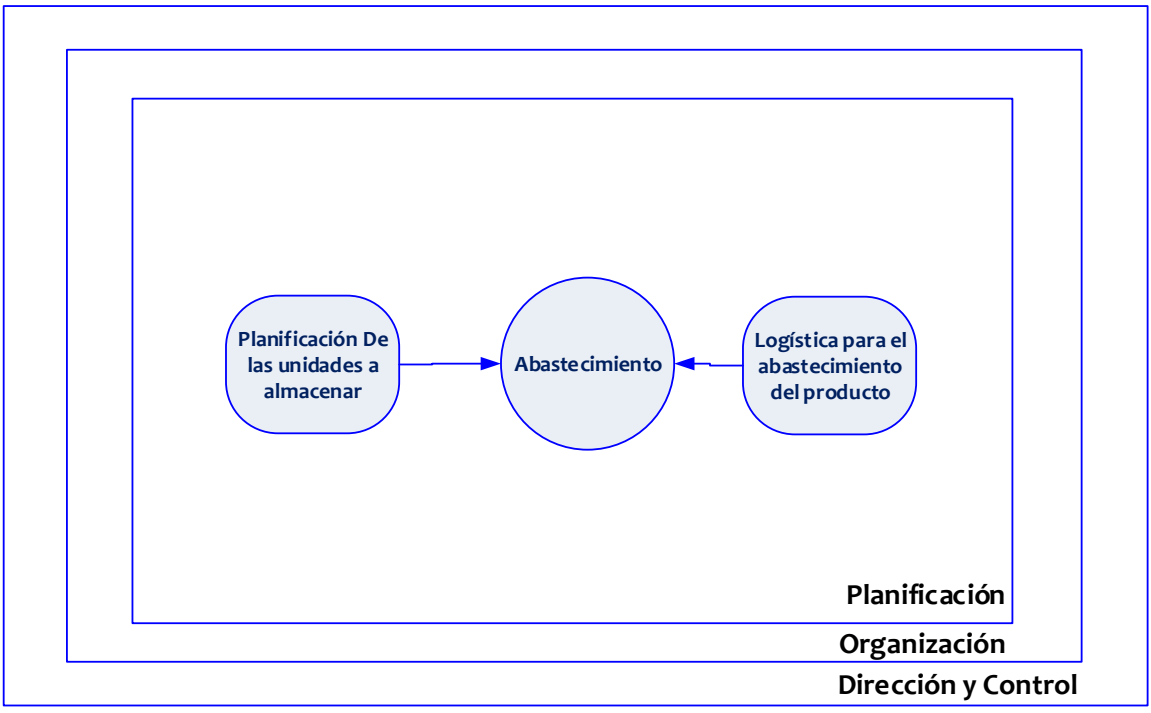 Planificación De
las unidades a
almacenar
Abastecimiento
Logística para el
abastecimiento
del producto
Planificación
Organización
Dirección y Control